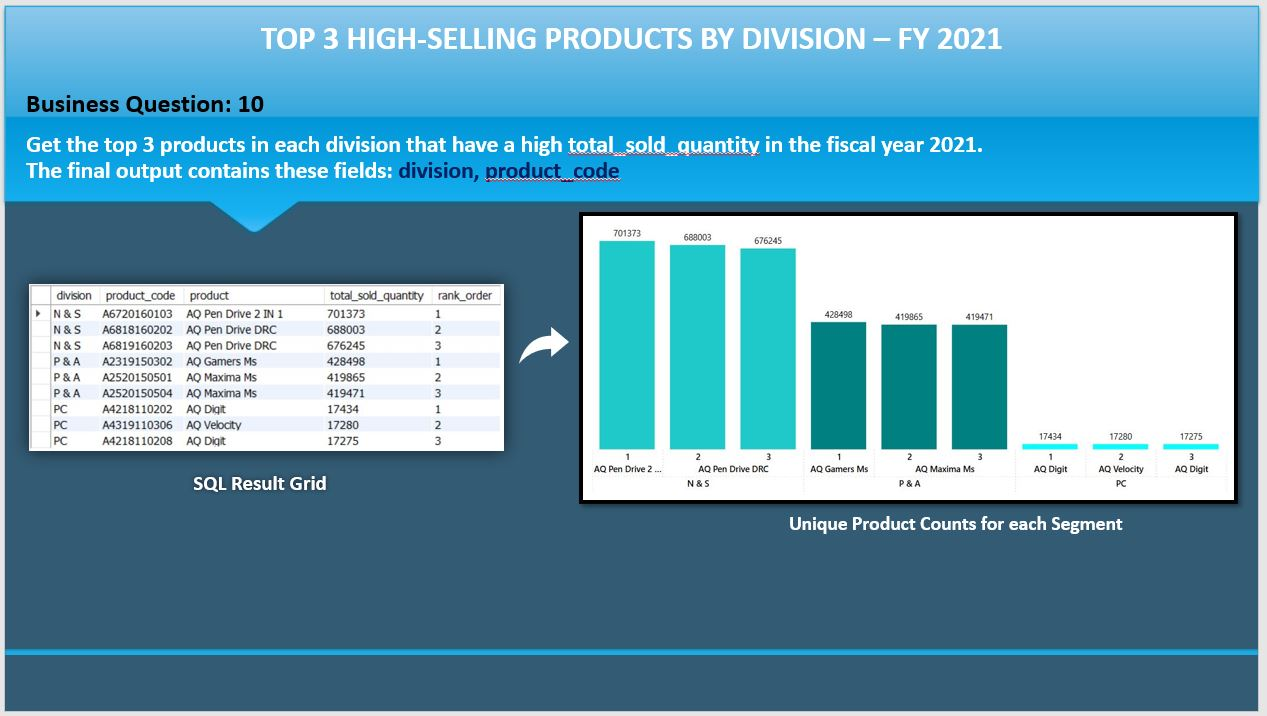 TOP 3 HIGH-SELLING PRODUCTS BY DIVISION – FY 2021
Business Question: 10
Get the top 3 products in each division that have a high total_sold_quantity in the fiscal year 2021.
The final output contains these fields: division, product_code
division product_code product total_sold_quantity rank_order
N & S A6720160103 AQ Pen Drive 2 IN 1 701373 1
N & S A6818160202 AQ Pen Drive DRC 688003 2
N & S A6819160203 AQ Pen Drive DRC 676245 3
P & A A2319150302 AQ Gamers Ms 428498 1
P & A A2520150501 AQ Maxima Ms 419865 2
P & A A2520150504 AQ Maxima Ms 419471 3
PC A4218110202 AQ Digit 17434 1
PC A4319110306 AQ Velocity 17280 2
PC A4218110208 AQ Digit 17275 3
SQL Result Grid
701373 688003 676245 428498 419865 419471 17434 17280 17275
1 2 3 1 2 3 1 2 3
AQ Pen Drive 2 ... AQ Pen Drive DRC AQ Gamers Ms AQ Maxima Ms AQ Digit AQ Velocity AQ Digit
N & S P & A PC
Unique Product Counts for each Segment